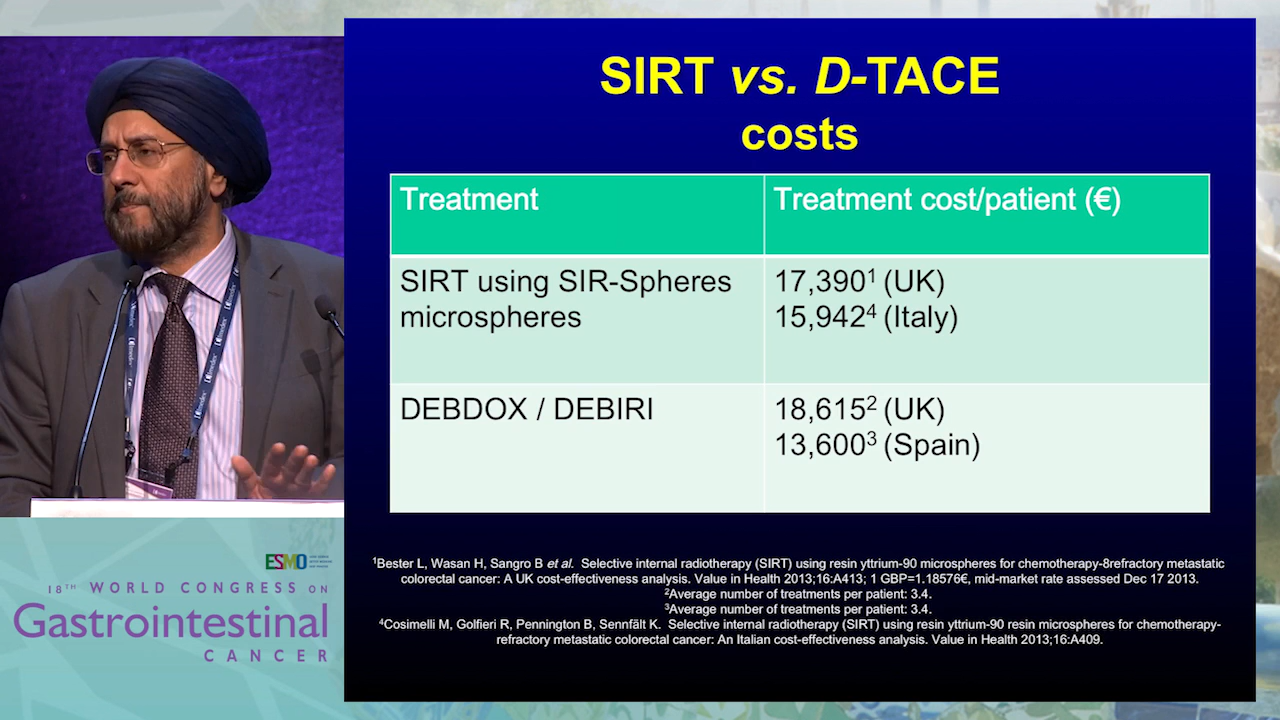 SIRT vs. D-TACE
costs
Treatment
Treatment cost/patient (€)
SIRT using SIR-Spheres
microspheres
17,390¹ (UK)
15,942⁴ (Italy)
DEBDOX / DEBIRI
18,615² (UK)
13,600³ (Spain)
¹Bester L, Wasan H, Sangro B et al. Selective internal radiotherapy (SIRT) using resin yttrium-90 microspheres for chemotherapy-8refractory metastatic
colorectal cancer: A UK cost-effectiveness analysis. Value in Health 2013;16:A413; 1 GBP=1.18576€, mid-market rate assessed Dec 17 2013.
²Average number of treatments per patient: 3.4.
³Average number of treatments per patient: 3.4.
⁴Cosimelli M, Golfieri R, Pennington B, Sennfält K. Selective internal radiotherapy (SIRT) using resin yttrium-90 resin microspheres for chemotherapy-
refractory metastatic colorectal cancer: An Italian cost-effectiveness analysis. Value in Health 2013;16:A409.
ESMO
18TH WORLD CONGRESS ON
Gastrointestinal
CANCER